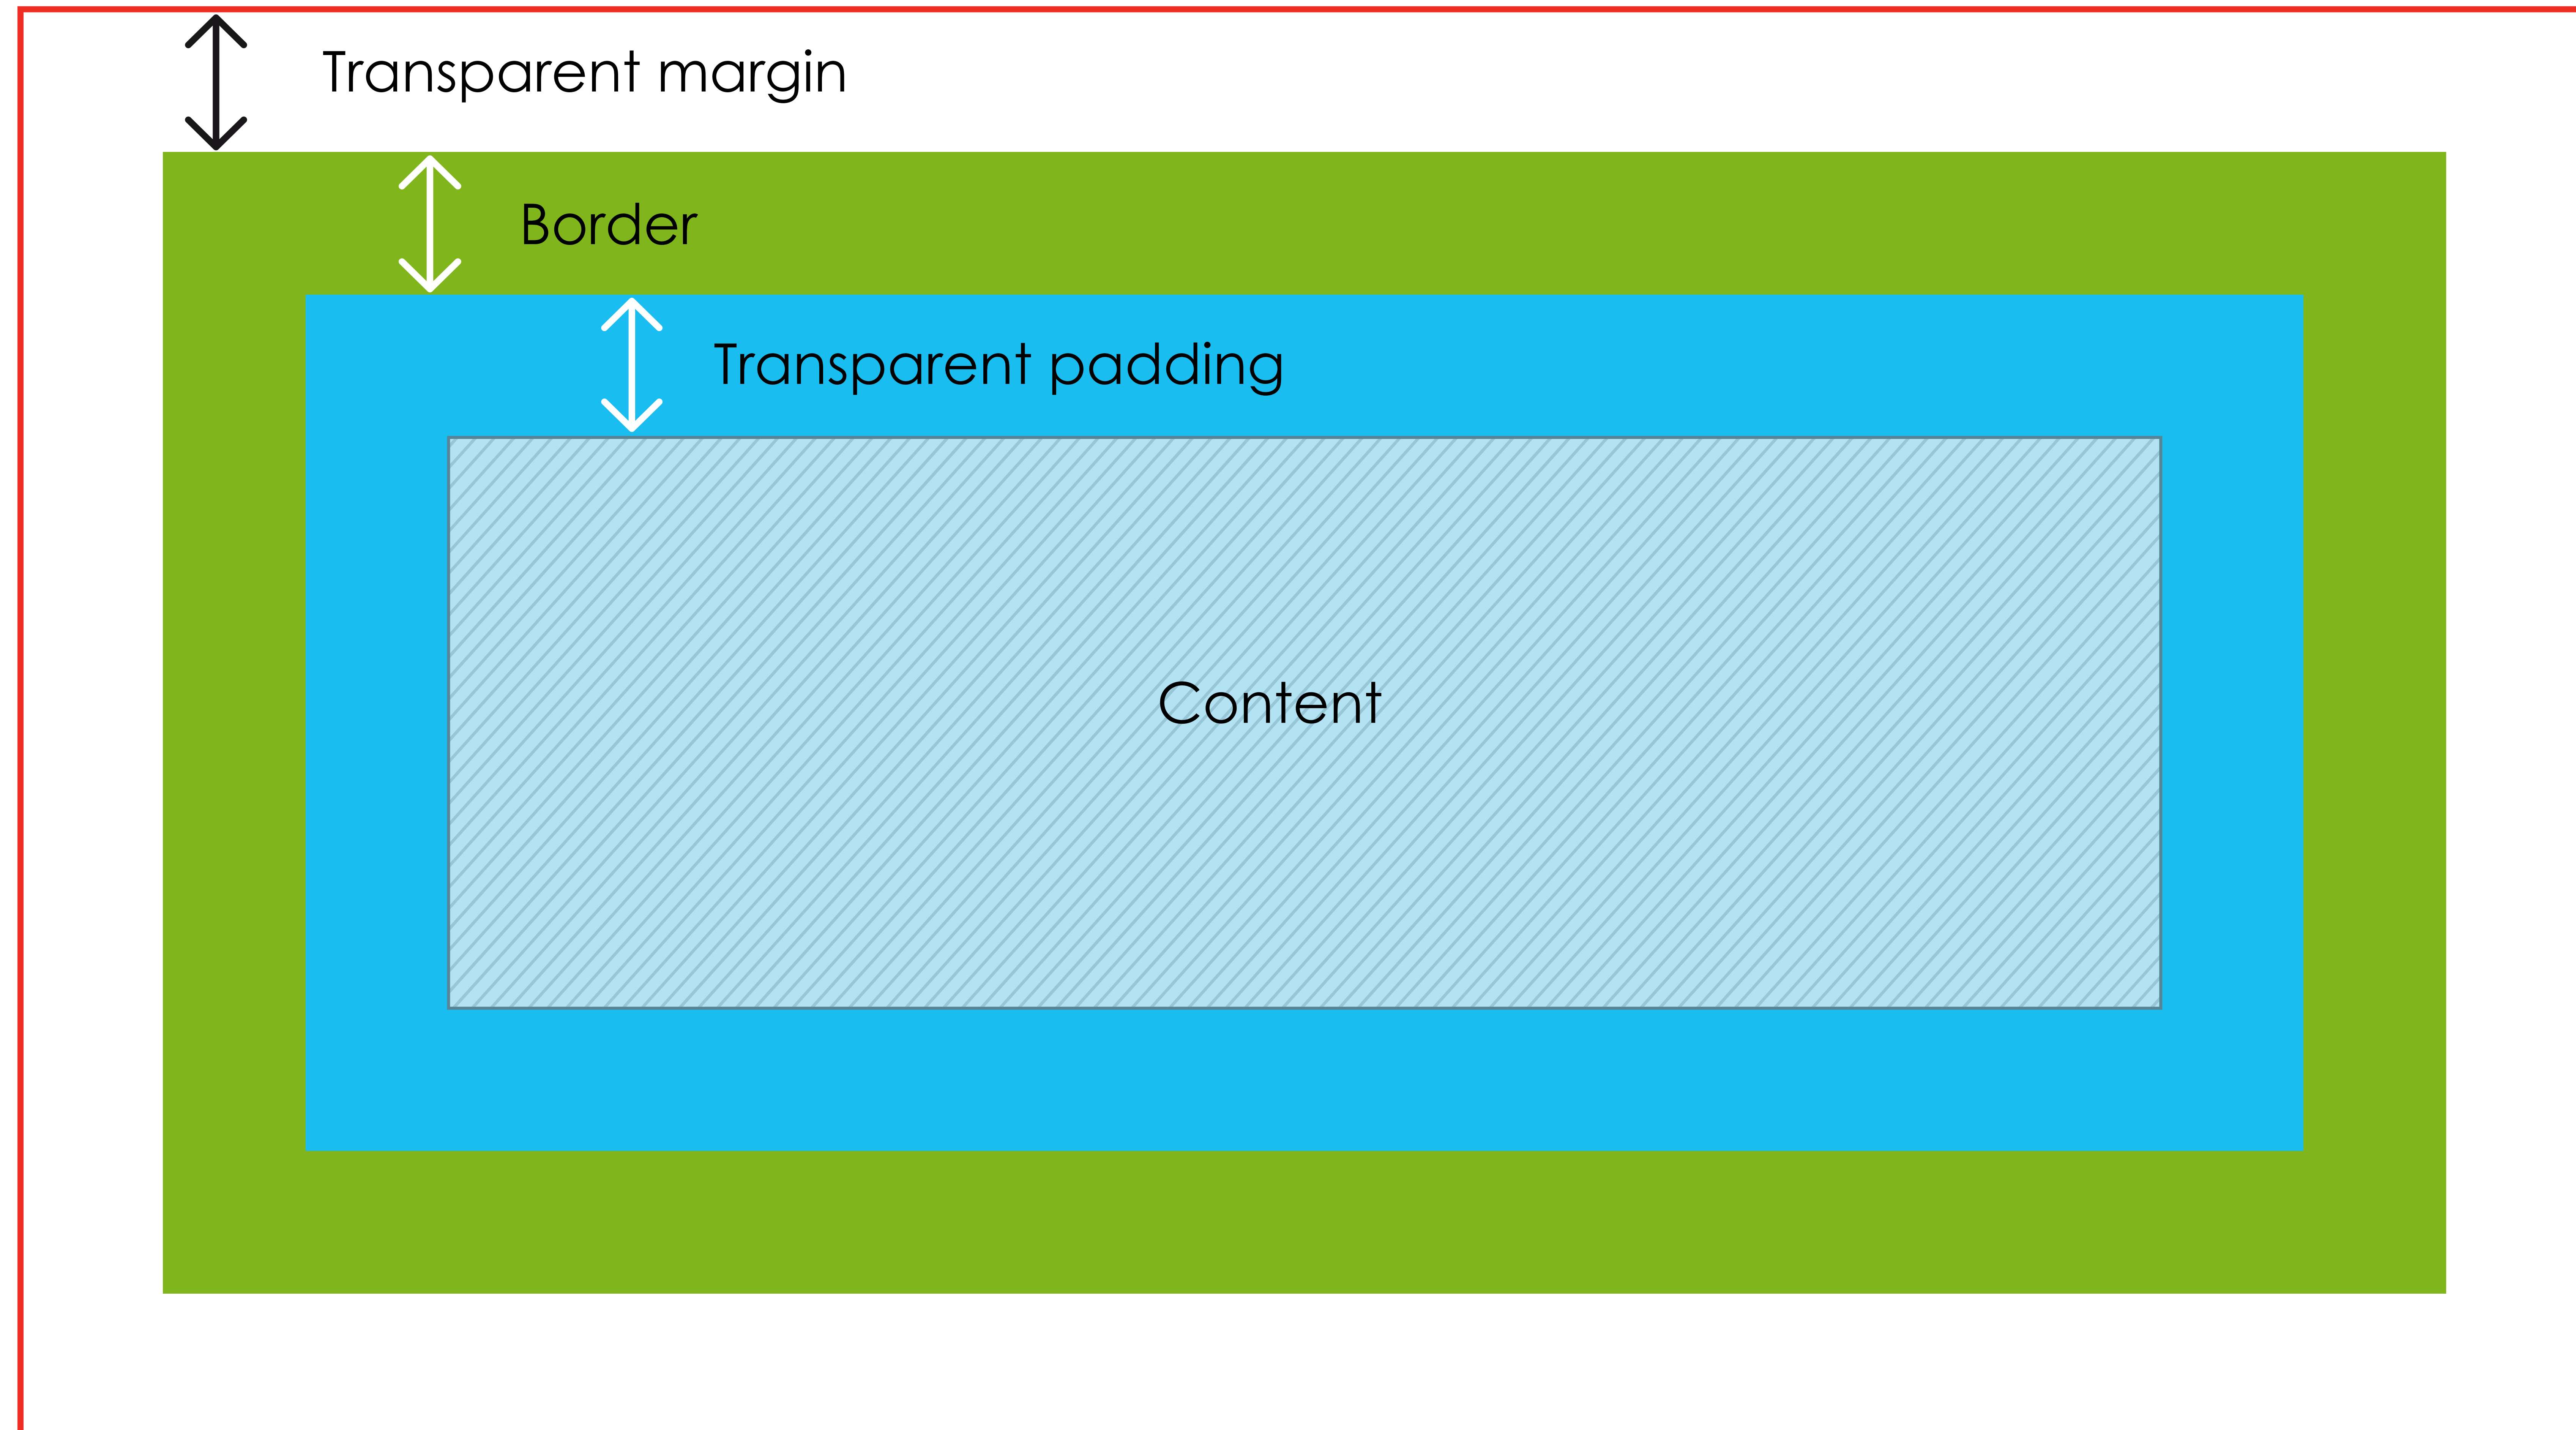 Transparent margin
Border
Transparent padding
Content